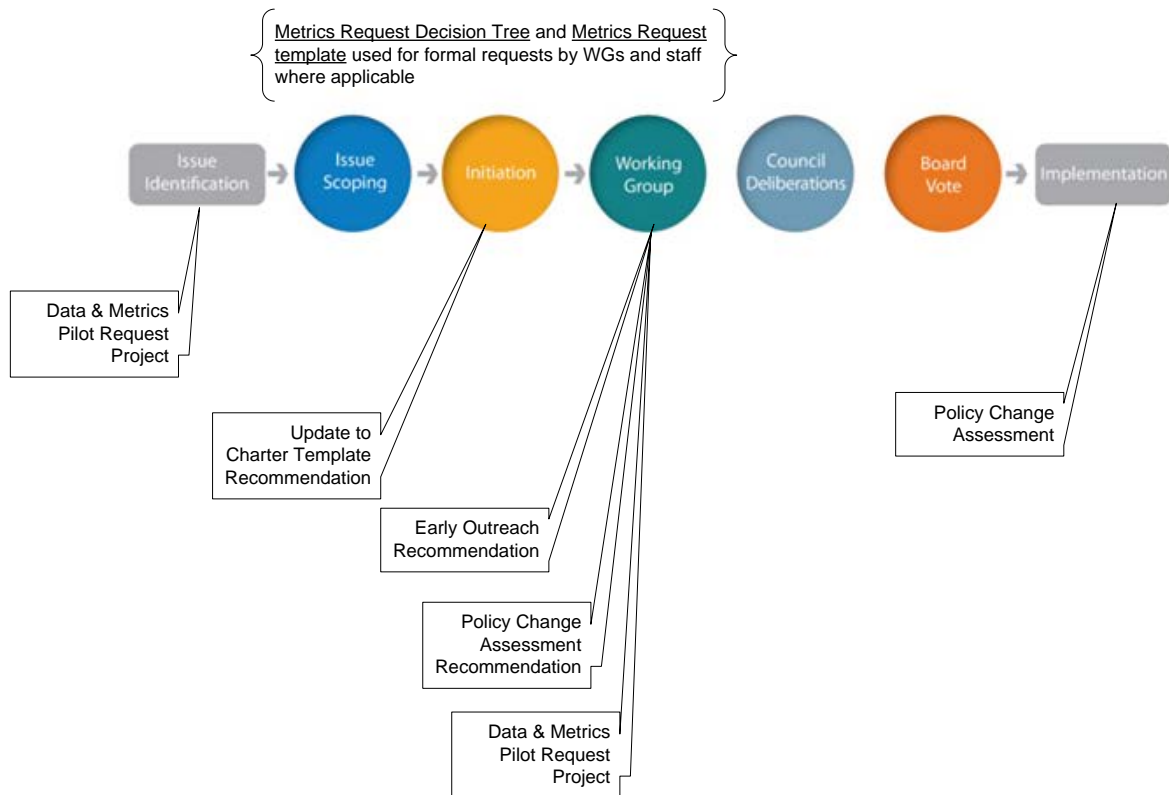 Metrics Request Decision Tree and Metrics Request
template used for formal requests by WGs and staff
where applicable
Issue
Identification
Issue
Scoping
Initiation
Working
Group
Council
Deliberations
Board
Vote
Implementation
Data & Metrics
Pilot Request
Project
Update to
Charter Template
Recommendation
Early Outreach
Recommendation
Policy Change
Assessment
Recommendation
Data & Metrics
Pilot Request
Project
Policy Change
Assessment